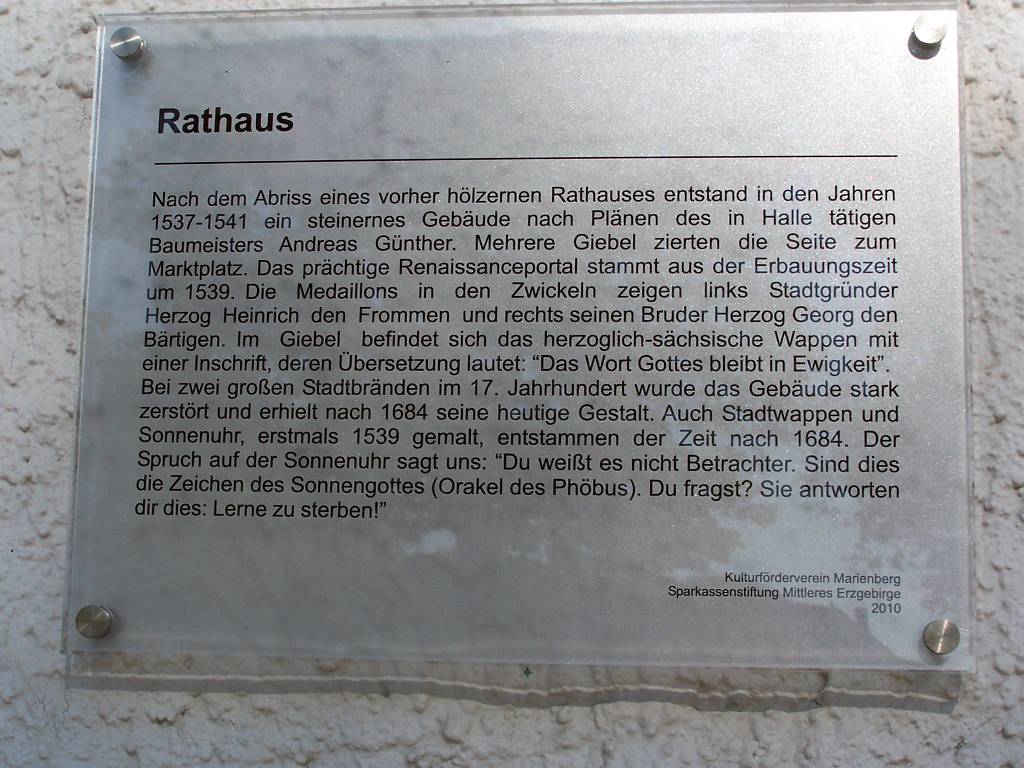 Rathaus
Nach dem Abriss eines vorher hölzernen Rathauses entstand in den Jahren
1537-1541 ein steinernes Gebäude nach Plänen des in Halle tätigen
Baumeisters Andreas Günther. Mehrere Giebel zierten die Seite zum
Marktplatz. Das prächtige Renaissanceportal stammt aus der Erbauungszeit
um 1539. Die Medaillons in den Zwickeln zeigen links Stadtgründer
Herzog Heinrich den Frommen und rechts seinen Bruder Herzog Georg den
Bärtigen. Im Giebel befindet sich das herzoglich-sächsische Wappen mit
einer Inschrift, deren Übersetzung lautet: “Das Wort Gottes bleibt in Ewigkeit”.
Bei zwei großen Stadtbränden im 17. Jahrhundert wurde das Gebäude stark
zerstört und erhielt nach 1684 seine heutige Gestalt. Auch Stadtwappen und
Sonnenuhr, erstmals 1539 gemalt, entstammen der Zeit nach 1684. Der
Spruch auf der Sonnenuhr sagt uns: “Du weißt es nicht Betrachter. Sind dies
die Zeichen des Sonnengottes (Orakel des Phöbus). Du fragst? Sie antworten
dir dies: Lerne zu sterben!”
Kulturförderverein Marienberg
Sparkassenstiftung Mittleres Erzgebirge
2010